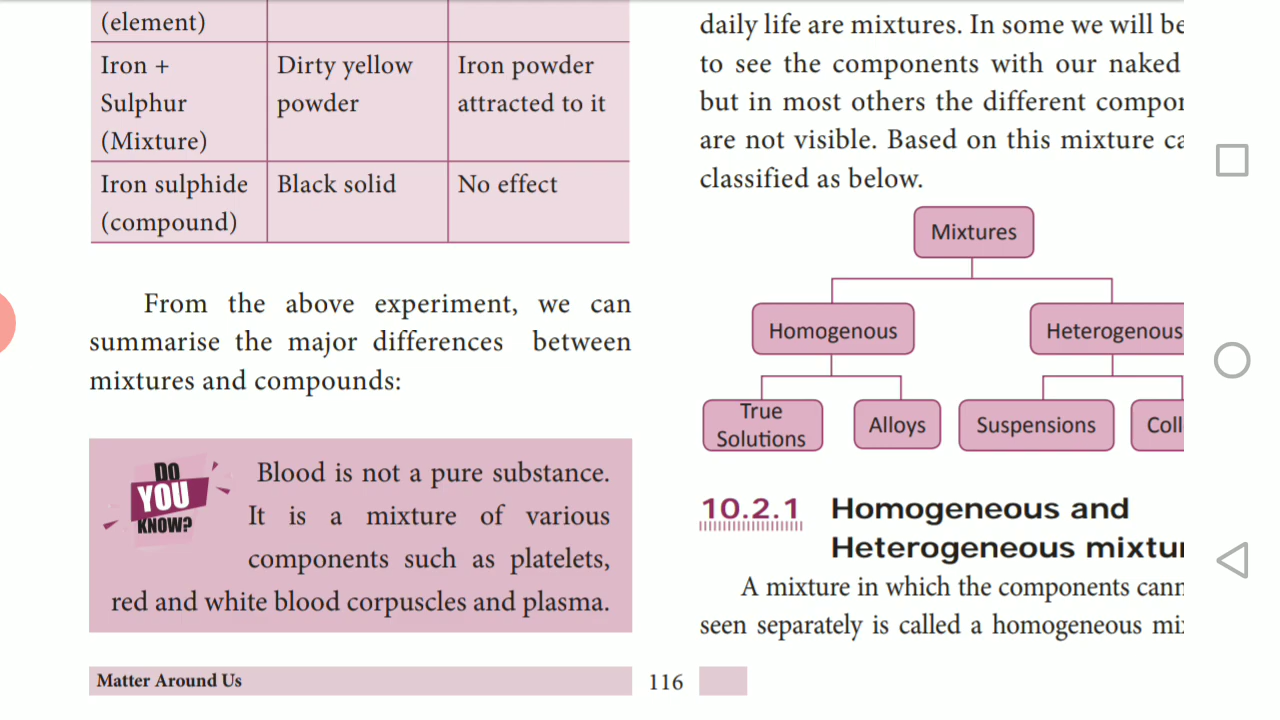 (element)
Iron +
Sulphur
(Mixture)
Dirty yellow
powder
Iron powder
attracted to it
Iron sulphide
(compound)
Black solid
No effect
From the above experiment, we can
summarise the major differences between
mixtures and compounds:
DO
YOU
KNOW?
Blood is not a pure substance.
It is a mixture of various
components such as platelets,
red and white blood corpuscles and plasma.
Matter Around Us
116
daily life are mixtures. In some we will be
to see the components with our naked
but in most others the different compon
are not visible. Based on this mixture ca
classified as below.
Mixtures
Homogenous
Heterogenous
True
Solutions
Alloys
Suspensions
Coll
10.2.1 Homogeneous and
Heterogeneous mixtu
A mixture in which the components cann
seen separately is called a homogeneous mi